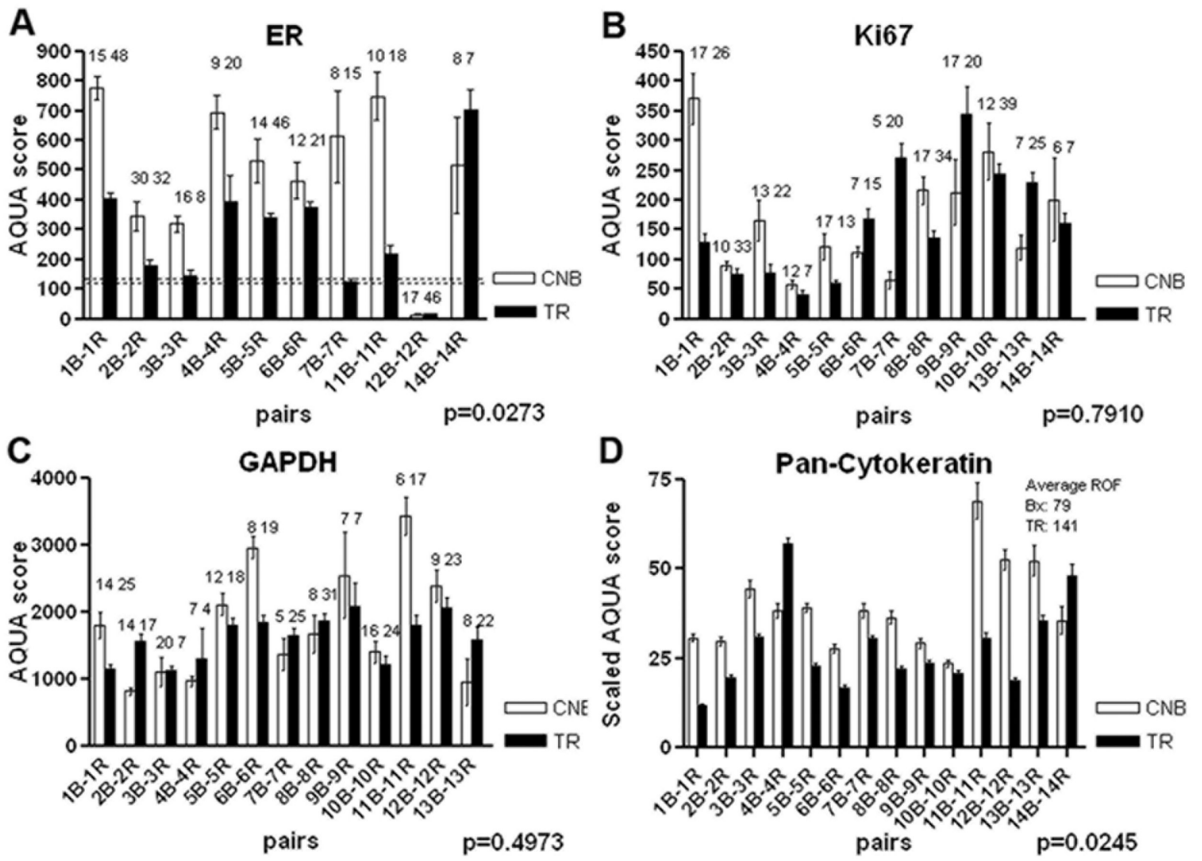 A
ER
AQUA score
900
800
700
600
500
400
300
200
100
0
15 48
30 32
16 8
9 20
14 46
12 21
8 15
10 18
17 46
8 7
CNB
TR
1B-1R
2B-2R
3B-3R
4B-4R
5B-5R
6B-6R
7B-7R
11B-11R
12B-12R
14B-14R
pairs
p=0.0273
B
Ki67
AQUA score
450
400
350
300
250
200
150
100
50
0
17 26
10 33
13 22
12 7
17 13
7 15
5 20
17 34
17 20
12 39
7 25
6 7
CNB
TR
1B-1R
2B-2R
3B-3R
4B-4R
5B-5R
6B-6R
7B-7R
8B-8R
9B-9R
10B-10R
13B-13R
14B-14R
pairs
p=0.7910
C
GAPDH
AQUA score
4000
3000
2000
1000
0
14 25
14 17
20 7
7 4
12 18
8 19
5 25
8 31
7 7
16 24
6 17
9 23
8 22
CNB
TR
1B-1R
2B-2R
3B-3R
4B-4R
5B-5R
6B-6R
7B-7R
8B-8R
9B-9R
10B-10R
11B-11R
12B-12R
13B-13R
pairs
p=0.4973
D
Pan-Cytokeratin
Scaled AQUA score
75
50
25
0
Average ROF
Bx: 79
TR: 141
CNB
TR
1B-1R
2B-2R
3B-3R
4B-4R
5B-5R
6B-6R
7B-7R
8B-8R
9B-9R
10B-10R
11B-11R
12B-12R
13B-13R
14B-14R
pairs
p=0.0245